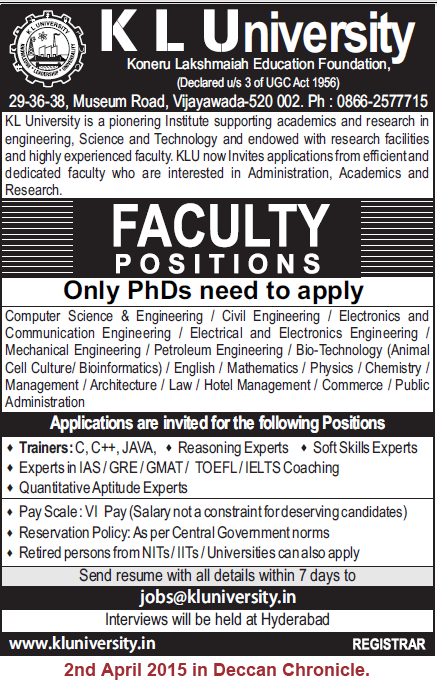 K L University
Koneru Lakshmaiah Education Foundation,
(Declared u/s 3 of UGC Act 1956)
29-36-38, Museum Road, Vijayawada-520 002. Ph : 0866-2577715
KL University is a pioneering Institute supporting academics and research in
engineering, Science and Technology and endowed with research facilities
and highly experienced faculty. KLU now Invites applications from efficient and
dedicated faculty who are interested in Administration, Academics and
Research.
FACULTY
POSITIONS
Only PhDs need to apply
Computer Science & Engineering / Civil Engineering / Electronics and
Communication Engineering / Electrical and Electronics Engineering /
Mechanical Engineering / Petroleum Engineering / Bio-Technology (Animal
Cell Culture/ Bioinformatics) / English / Mathematics / Physics / Chemistry /
Management / Architecture / Law / Hotel Management / Commerce / Public
Administration
Applications are invited for the following Positions
♦ Trainers: C, C++, JAVA, ♦ Reasoning Experts ♦ Soft Skills Experts
♦ Experts in IAS / GRE / GMAT / TOEFL / IELTS Coaching
♦ Quantitative Aptitude Experts
♦ Pay Scale : VI Pay (Salary not a constraint for deserving candidates)
♦ Reservation Policy: As per Central Government norms
♦ Retired persons from NITs / IITs / Universities can also apply
Send resume with all details within 7 days to
jobs@kluniversity.in
Interviews will be held at Hyderabad
www.kluniversity.in REGISTRAR
2nd April 2015 in Deccan Chronicle.